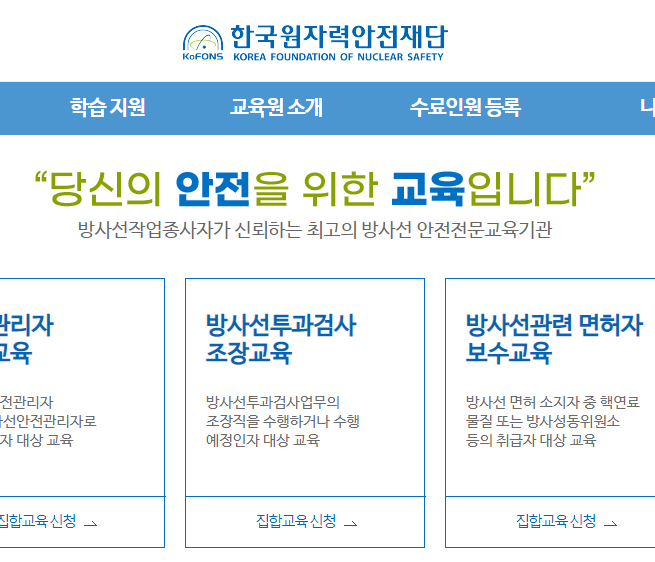 한국원자력안전재단
KoFONS
KOREA FOUNDATION OF NUCLEAR SAFETY
학습 지원
교육원 소개
수료인원 등록
“당신의 안전을 위한 교육입니다”
방사선작업종사자가 신뢰하는 최고의 방사선 안전전문교육기관
관리자
교육
전관리자
사선안전관리자로
자 대상 교육
집합교육 신청
방사선투과검사
조장교육
방사선투과검사업무의
조장직을 수행하거나 수행
예정인자 대상 교육
집합교육 신청
방사선관련 면허자
보수교육
방사선 면허 소지자 중 핵연료
물질 또는 방사성동위원소
등의 취급자 대상 교육
집합교육 신청